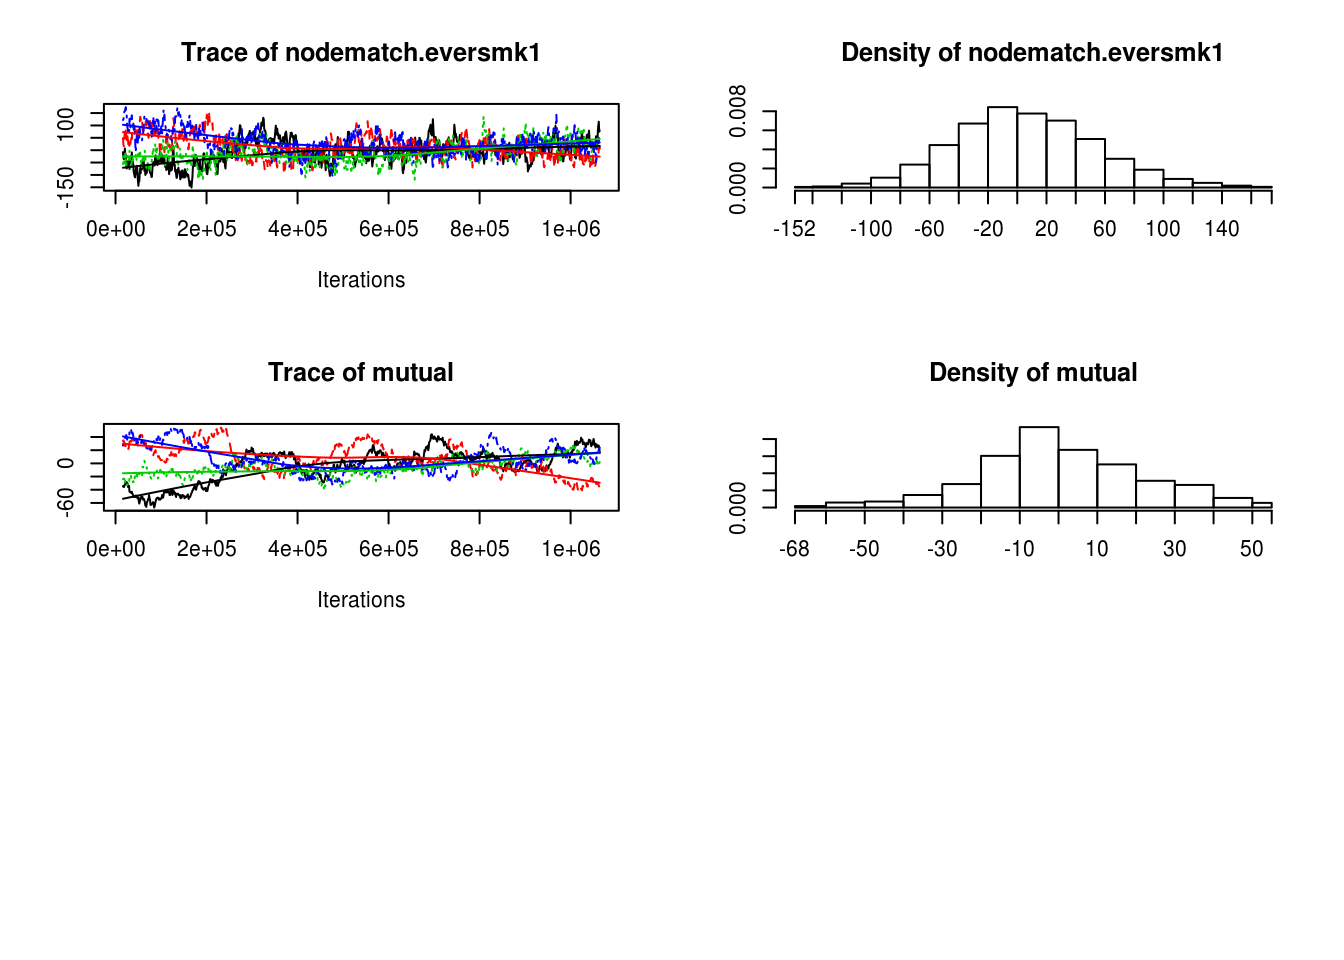 Trace of nodematch.eversmk1
100
-150
0e+00 2e+05 4e+05 6e+05 8e+05 1e+06
Iterations
Density of nodematch.eversmk1
0.008
0.000
-152 -100 -60 -20 20 60 100 140
Trace of mutual
0
-60
0e+00 2e+05 4e+05 6e+05 8e+05 1e+06
Iterations
Density of mutual
0.000
-68 -50 -30 -10 10 30 50